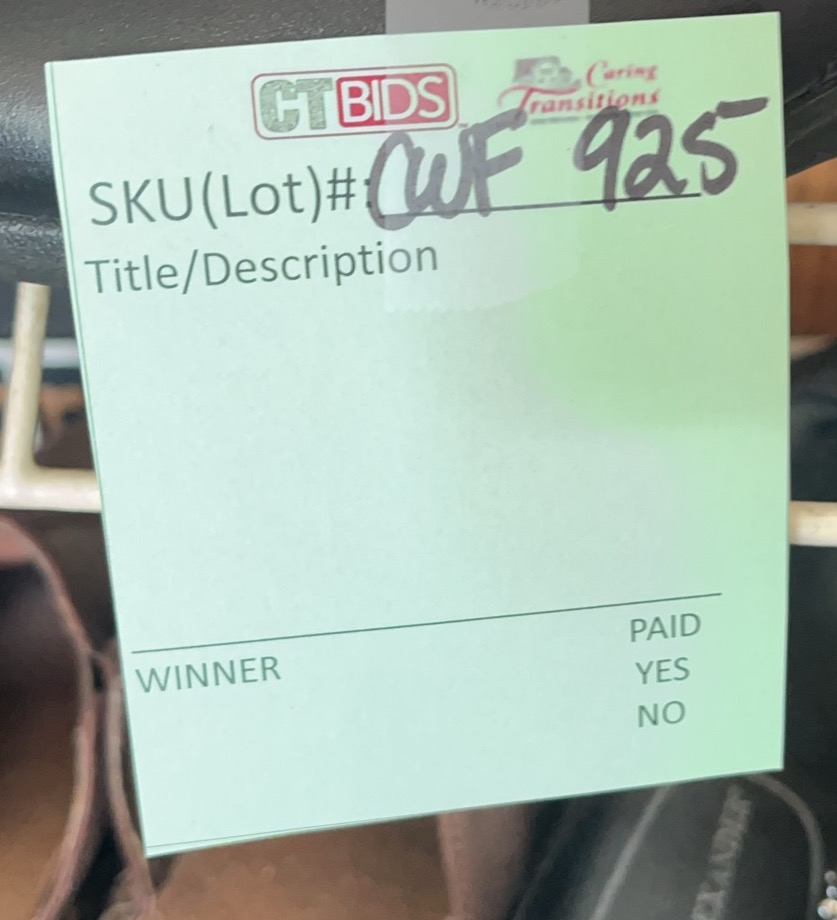 CTBIDS
Caring
Transitions
SKU(Lot)#: CWF 925
Title/Description
PAID
WINNER YES
NO